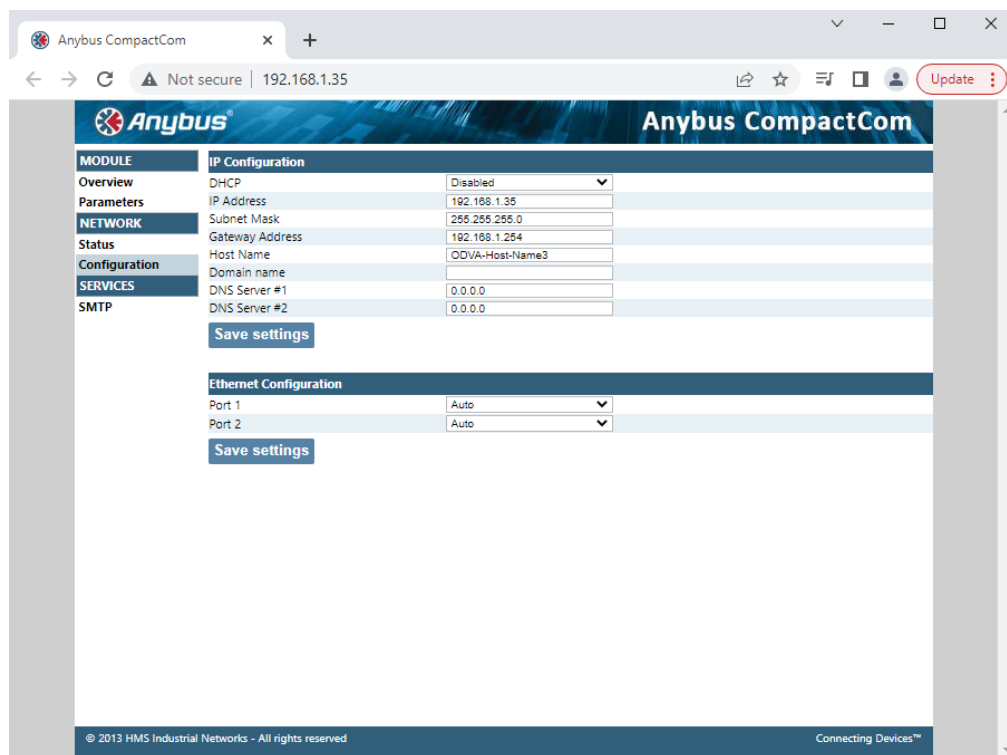 Anybus CompactCom
Not secure | 192.168.1.35
Update
Anybus®
Anybus CompactCom
MODULE
Overview
Parameters
NETWORK
Status
Configuration
SERVICES
SMTP
IP Configuration
DHCP Disabled
IP Address 192.168.1.35
Subnet Mask 255.255.255.0
Gateway Address 192.168.1.254
Host Name ODVA-Host-Name3
Domain name
DNS Server #1 0.0.0.0
DNS Server #2 0.0.0.0
Save settings
Ethernet Configuration
Port 1 Auto
Port 2 Auto
Save settings
© 2013 HMS Industrial Networks - All rights reserved
Connecting Devices™